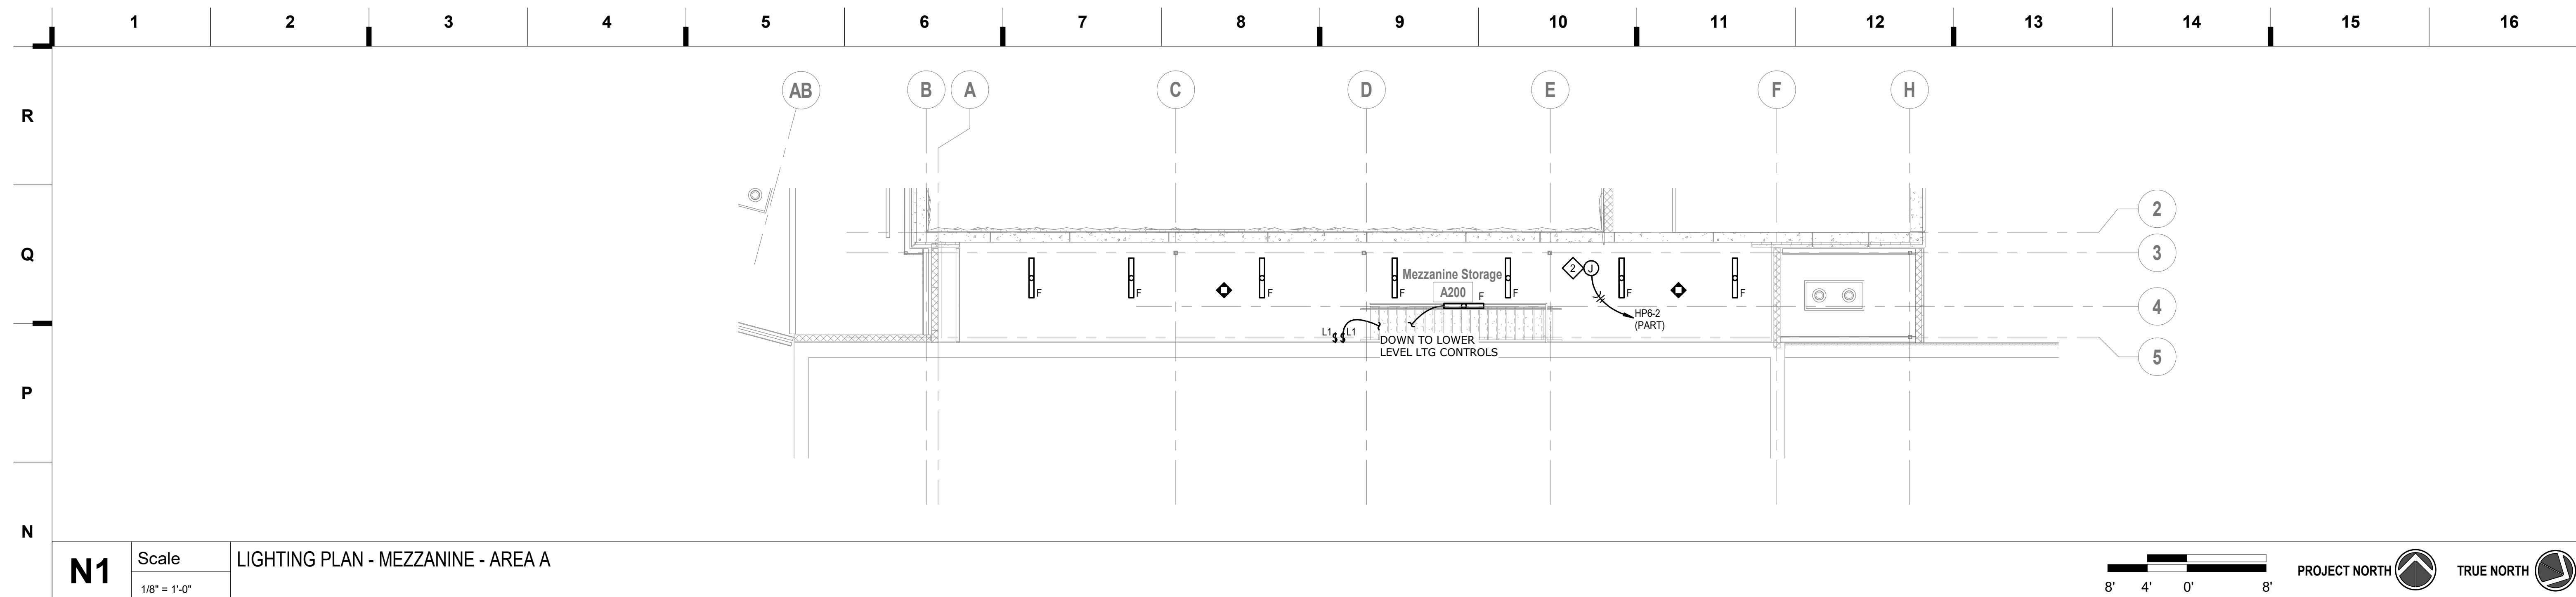 1 2 3 4 5 6 7 8 9 10 11 12 13 14 15 16
R
AB B A C D E F H
2
Q
3
Mezzanine Storage
2 J
F F F F F F F
A200
F
4
HP6-2
(PART)
L1 $ $ L1
DOWN TO LOWER
LEVEL LTG CONTROLS
5
P
N
N1
Scale
1/8" = 1'-0"
LIGHTING PLAN - MEZZANINE - AREA A
8' 4' 0' 8'
PROJECT NORTH
TRUE NORTH